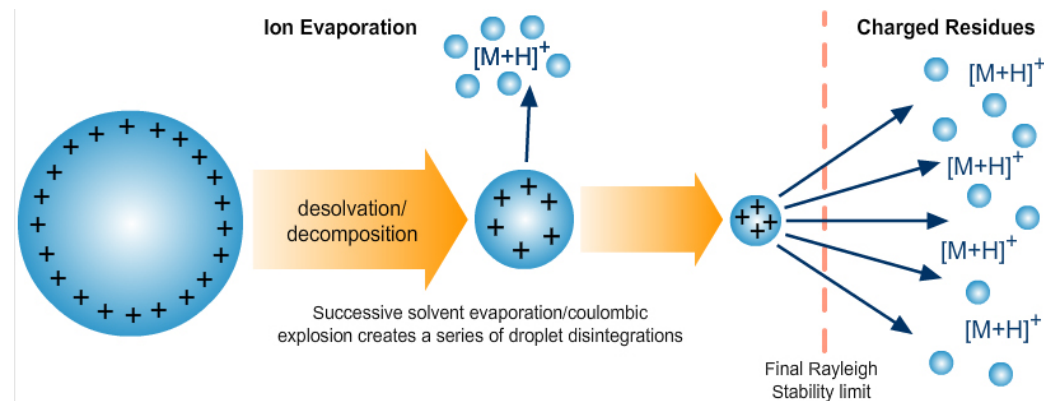 Ion Evaporation
Charged Residues
[M+H]+
[M+H]+
[M+H]+
[M+H]+
[M+H]+
desolvation/
decomposition
+ + + + + + + + + + + + + + + + + + + + +
+ + + + + +
+ + + +
Successive solvent evaporation/coulombic
explosion creates a series of droplet disintegrations
Final Rayleigh
Stability limit